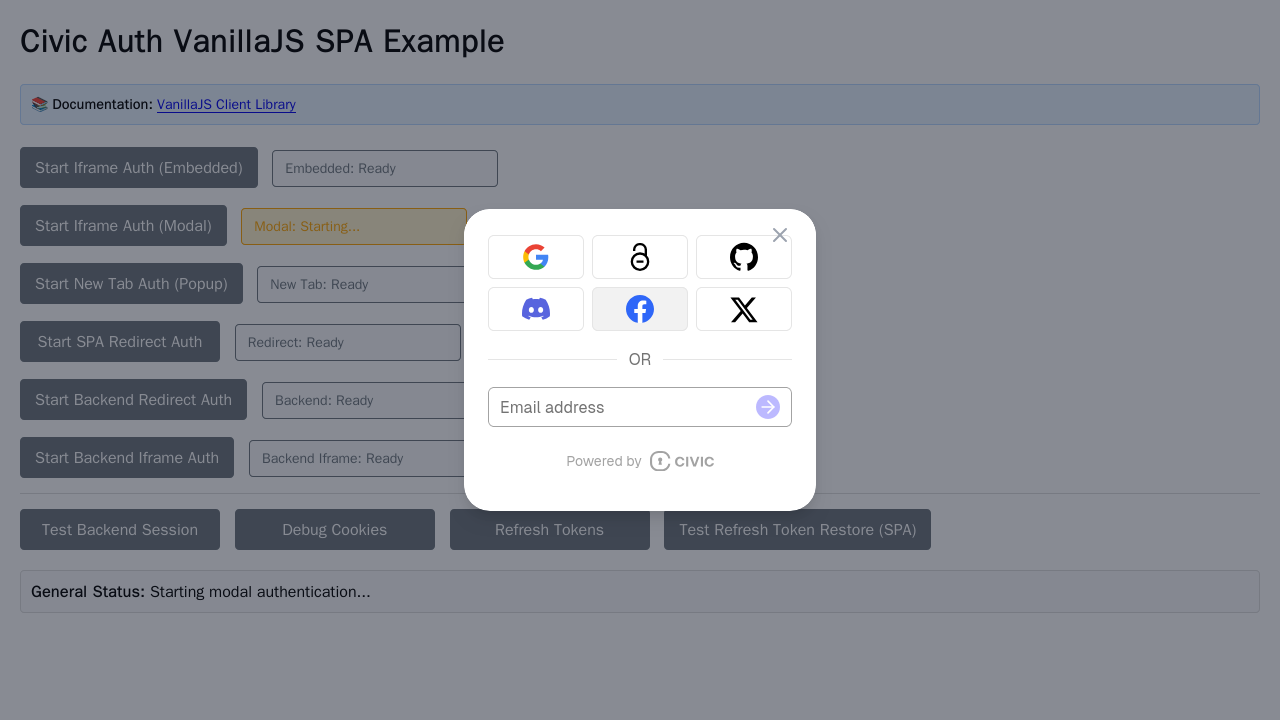 Civic Auth VanillaJS SPA Example
📚 Documentation: VanillaJS Client Library
Start Iframe Auth (Embedded)
Embedded: Ready
Start Iframe Auth (Modal)
Modal: Starting...
Start New Tab Auth (Popup)
New Tab: Ready
Start SPA Redirect Auth
Redirect: Ready
Start Backend Redirect Auth
Backend: Ready
Start Backend Iframe Auth
Backend Iframe: Ready
OR
Email address
Powered by CIVIC
Test Backend Session
Debug Cookies
Refresh Tokens
Test Refresh Token Restore (SPA)
General Status: Starting modal authentication...